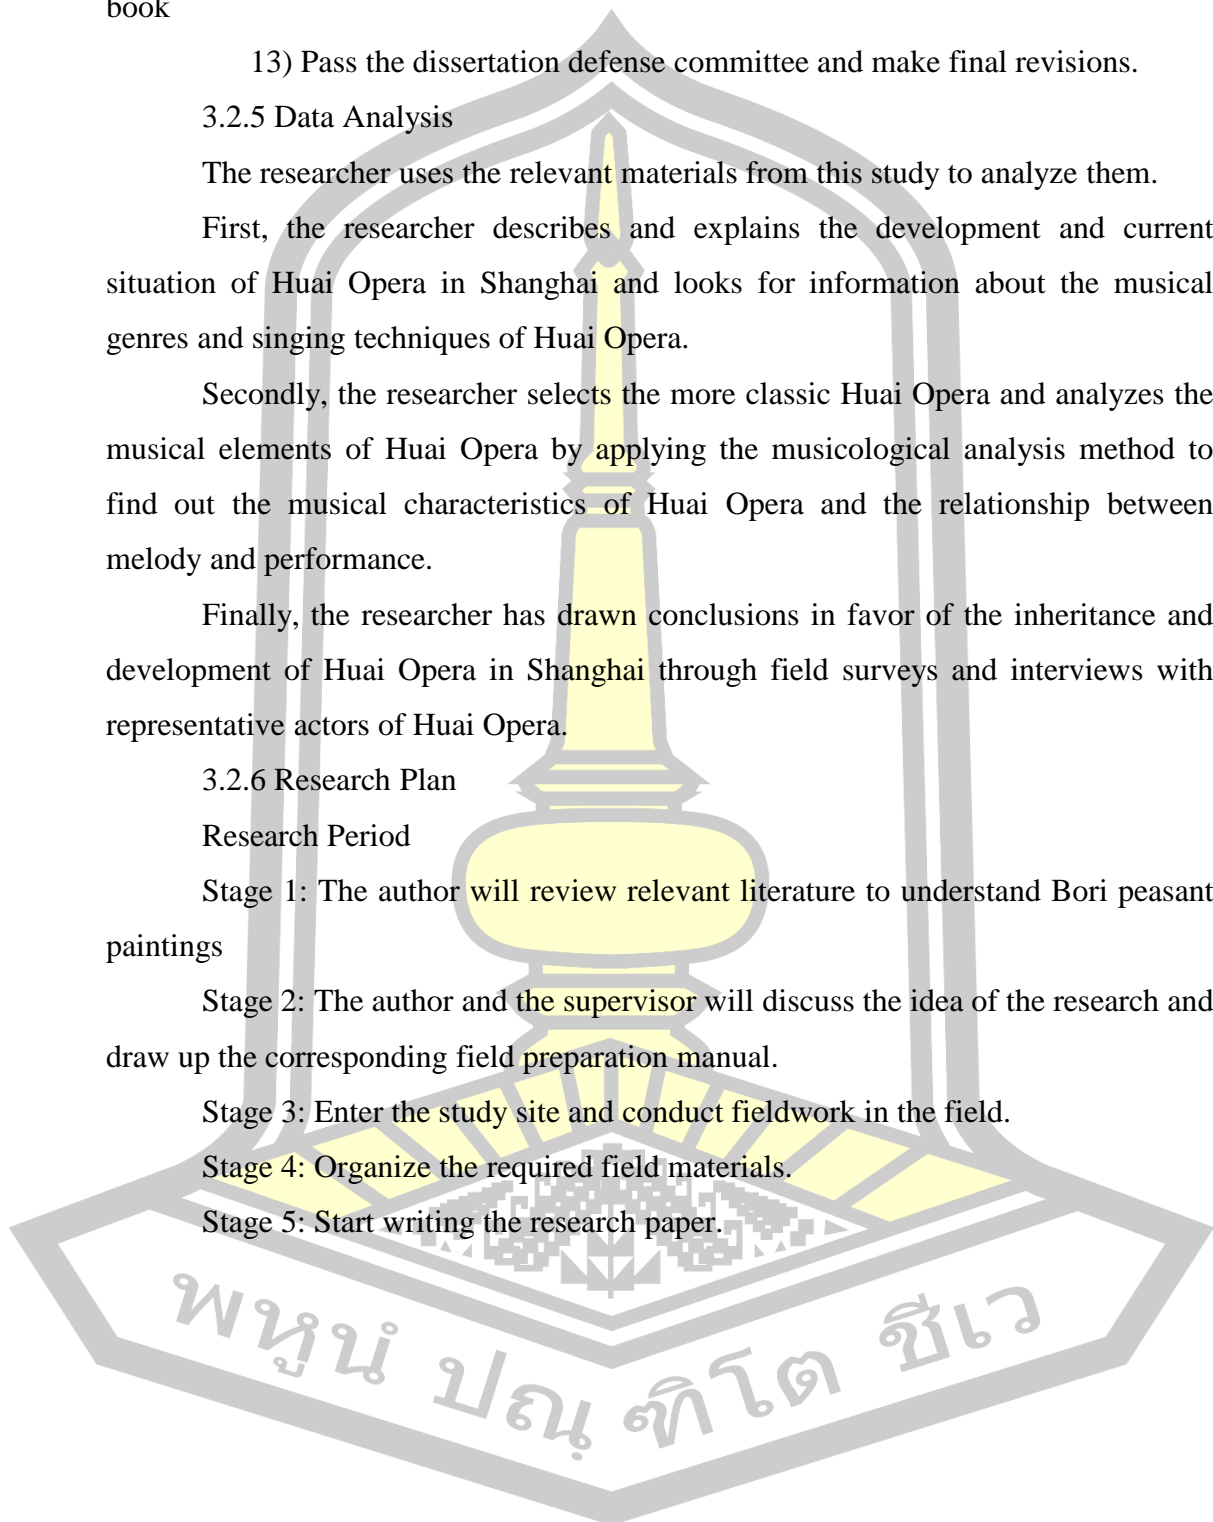 book
13) Pass the dissertation defense committee and make final revisions.
3.2.5 Data Analysis
The researcher uses the relevant materials from this study to analyze them.
First, the researcher describes and explains the development and current
situation of Huai Opera in Shanghai and looks for information about the musical
genres and singing techniques of Huai Opera.
Secondly, the researcher selects the more classic Huai Opera and analyzes the
musical elements of Huai Opera by applying the musicological analysis method to
find out the musical characteristics of Huai Opera and the relationship between
melody and performance.
Finally, the researcher has drawn conclusions in favor of the inheritance and
development of Huai Opera in Shanghai through field surveys and interviews with
representative actors of Huai Opera.
3.2.6 Research Plan
Research Period
Stage 1: The author will review relevant literature to understand Bori peasant
paintings
Stage 2: The author and the supervisor will discuss the idea of the research and
draw up the corresponding field preparation manual.
Stage 3: Enter the study site and conduct fieldwork in the field.
Stage 4: Organize the required field materials.
Stage 5: Start writing the research paper.
พหูนํ ปณฺฑิโต ชีเว